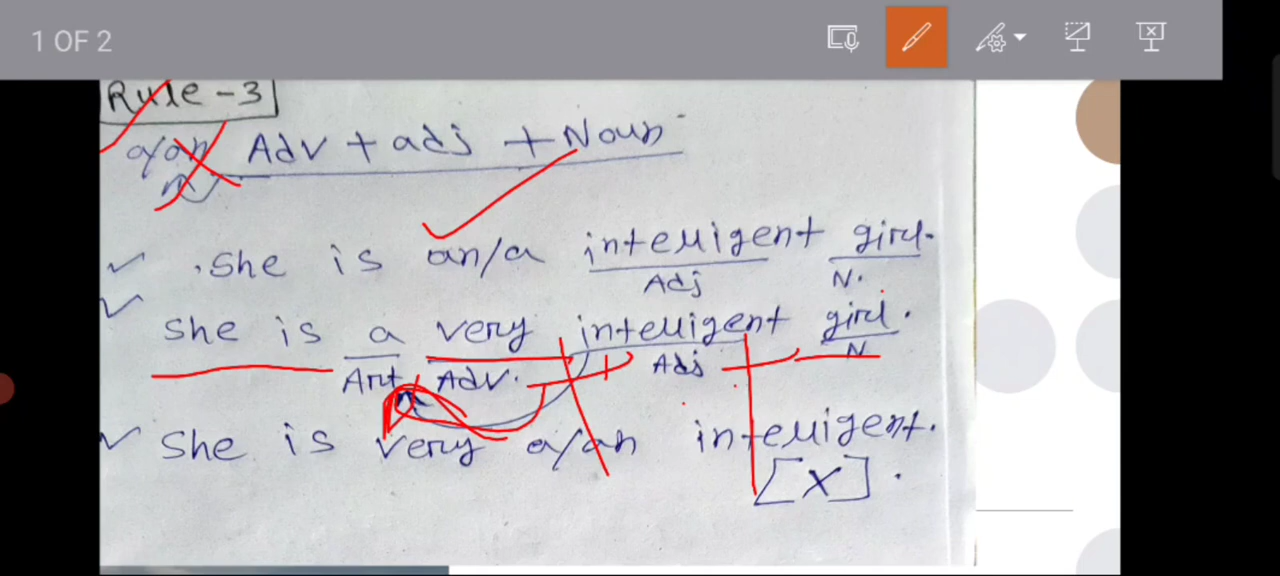 1 OF 2
Rule -3
a/an Adv + adj + Noun
She is an/a intelligent girl.
Adj N.
She is a very intelligent girl.
Art Adv. Adj N
She is very a/an intelligent.
[X].